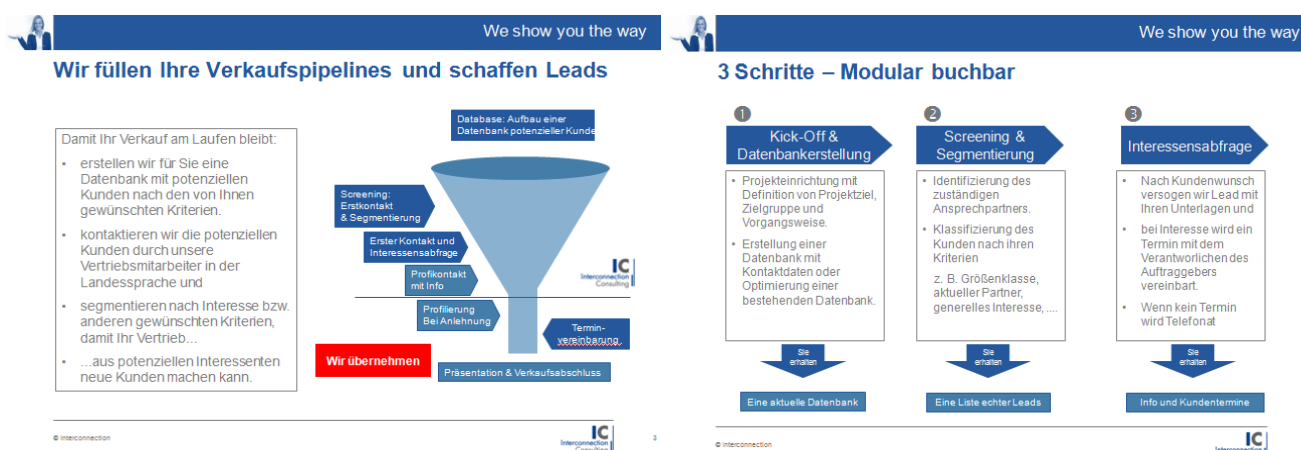 We show you the way
Wir füllen Ihre Verkaufspipelines und schaffen Leads
Damit Ihr Verkauf am Laufen bleibt:
• erstellen wir für Sie eine
Datenbank mit potenziellen
Kunden nach den von Ihnen
gewünschten Kriterien.
• kontaktieren wir die potenziellen
Kunden durch unsere
Vertriebsmitarbeiter in der
Landessprache und
• segmentieren nach Interesse bzw.
anderen gewünschten Kriterien,
damit Ihr Vertrieb…
• …aus potenziellen Interessenten
neue Kunden machen kann.
Database: Aufbau einer
Datenbank potenzieller Kunde
Screening:
Erstkontakt
& Segmentierung
Erster Kontakt und
Interessensabfrage
Profikontakt
mit Info
IC
Interconnection
Consulting
Profilierung
Bei Anlehnung
Termin-
vereinbarung,
Wir übernehmen
Präsentation & Verkaufsabschluss
© interconnection
IC
Interconnection
Consulting
3
We show you the way
3 Schritte – Modular buchbar
1
Kick-Off &
Datenbankerstellung
• Projekteinrichtung mit
Definition von Projektziel,
Zielgruppe und
Vorgangsweise.
• Erstellung einer
Datenbank mit
Kontaktdaten oder
Optimierung einer
bestehenden Datenbank.
Sie
erhalten
Eine aktuelle Datenbank
2
Screening &
Segmentierung
• Identifizierung des
zuständigen
Ansprechpartners.
• Klassifizierung des
Kunden nach ihren
Kriterien
z. B. Größenklasse,
aktueller Partner,
generelles Interesse, ....
Sie
erhalten
Eine Liste echter Leads
3
Interessensabfrage
• Nach Kundenwunsch
versogen wir Lead mit
Ihren Unterlagen und
• bei Interesse wird ein
Termin mit dem
Verantworlichen des
Auftraggebers
vereinbart.
• Wenn kein Termin
wird Telefonat
Sie
erhalten
Info und Kundentermine
© interconnection
IC
Interconnection